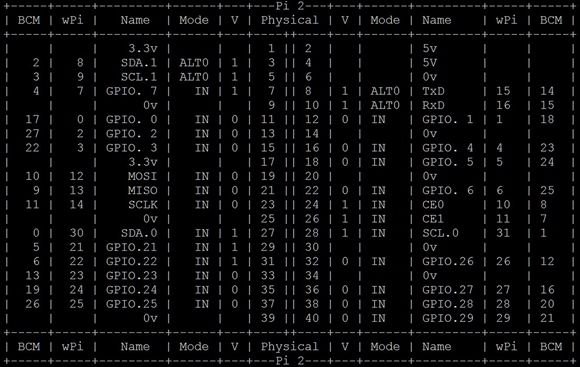 +-----+-----+---------+------+---+---Pi 2---+---+------+---------+-----+-----+
| BCM | wPi |   Name  | Mode | V | Physical | V | Mode | Name    | wPi | BCM |
+-----+-----+---------+------+---+----++----+---+------+---------+-----+-----+
|     |     |    3.3v |      |   |  1 || 2  |   |      | 5v      |     |     |
|   2 |   8 |   SDA.1 | ALT0 | 1 |  3 || 4  |   |      | 5V      |     |     |
|   3 |   9 |   SCL.1 | ALT0 | 1 |  5 || 6  |   |      | 0v      |     |     |
|   4 |   7 | GPIO. 7 |   IN | 1 |  7 || 8  | 1 | ALT0 | TxD     | 15  | 14  |
|     |     |      0v |      |   |  9 || 10 | 1 | ALT0 | RxD     | 16  | 15  |
|  17 |   0 | GPIO. 0 |   IN | 0 | 11 || 12 | 0 | IN   | GPIO. 1 | 1   | 18  |
|  27 |   2 | GPIO. 2 |   IN | 0 | 13 || 14 |   |      | 0v      |     |     |
|  22 |   3 | GPIO. 3 |   IN | 0 | 15 || 16 | 0 | IN   | GPIO. 4 | 4   | 23  |
|     |     |    3.3v |      |   | 17 || 18 | 0 | IN   | GPIO. 5 | 5   | 24  |
|  10 |  12 |    MOSI |   IN | 0 | 19 || 20 |   |      | 0v      |     |     |
|   9 |  13 |    MISO |   IN | 0 | 21 || 22 | 0 | IN   | GPIO. 6 | 6   | 25  |
|  11 |  14 |    SCLK |   IN | 0 | 23 || 24 | 1 | IN   | CE0     | 10  | 8   |
|     |     |      0v |      |   | 25 || 26 | 1 | IN   | CE1     | 11  | 7   |
|   0 |  30 |   SDA.0 |   IN | 1 | 27 || 28 | 1 | IN   | SCL.0   | 31  | 1   |
|   5 |  21 | GPIO.21 |   IN | 1 | 29 || 30 |   |      | 0v      |     |     |
|   6 |  22 | GPIO.22 |   IN | 1 | 31 || 32 | 0 | IN   | GPIO.26 | 26  | 12  |
|  13 |  23 | GPIO.23 |   IN | 0 | 33 || 34 |   |      | 0v      |     |     |
|  19 |  24 | GPIO.24 |   IN | 0 | 35 || 36 | 0 | IN   | GPIO.27 | 27  | 16  |
|  26 |  25 | GPIO.25 |   IN | 0 | 37 || 38 | 0 | IN   | GPIO.28 | 28  | 20  |
|     |     |      0v |      |   | 39 || 40 | 0 | IN   | GPIO.29 | 29  | 21  |
+-----+-----+---------+------+---+----++----+---+------+---------+-----+-----+
| BCM | wPi |   Name  | Mode | V | Physical | V | Mode | Name    | wPi | BCM |
+-----+-----+---------+------+---+---Pi 2---+---+------+---------+-----+-----+